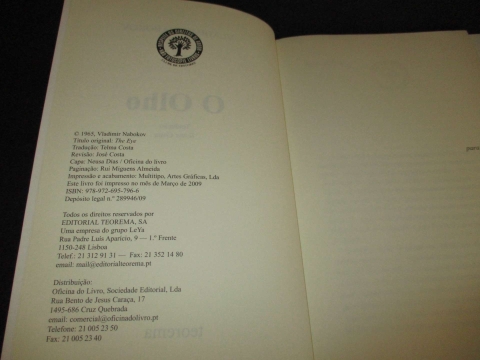 © 1965, Vladimir Nabokov
Título original: The Eye
Tradução: Telma Costa
Revisão: José Costa
Capa: Neusa Dias / Oficina do livro
Paginação: Rui Miguens Almeida
Impressão e acabamento: Multitipo, Artes Gráficas, Lda
Este livro foi impresso no mês de Março de 2009
ISBN: 978-972-695-796-6
Depósito legal n.º 289946/09
Todos os direitos reservados por
EDITORIAL TEOREMA, SA
Uma empresa do grupo LeYa
Rua Padre Luís Aparício, 9 — 1.º Frente
1150-248 Lisboa
Telef.: 21 312 91 31 — Fax: 21 352 14 80
email: mail@editorialteorema.pt
Distribuição:
Oficina do Livro, Sociedade Editorial, Lda
Rua Bento de Jesus Caraça, 17
1495-686 Cruz Quebrada
email: comercial@oficinadolivro.pt
Telefone: 21 005 23 50
Fax: 21 005 23 40
O Olho
teorema
para